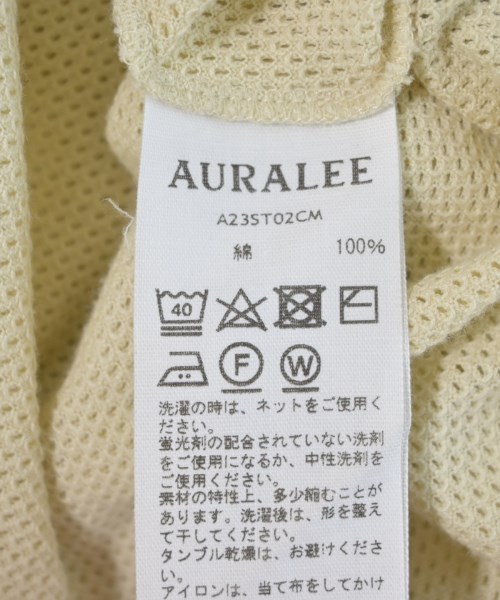 AURALEE
A23ST02CM
綿 100%
40
F W
洗濯の時は、ネットをご使用く
ださい。
蛍光剤の配合されていない洗剤
をご使用になるか、中性洗剤をご
ご使用ください。
素材の特性上、多少縮むことが
あります。洗濯後は、形を整え
て干してください。
タンブル乾燥は、お避けくださ
い。
アイロンは、当て布をしてかけ